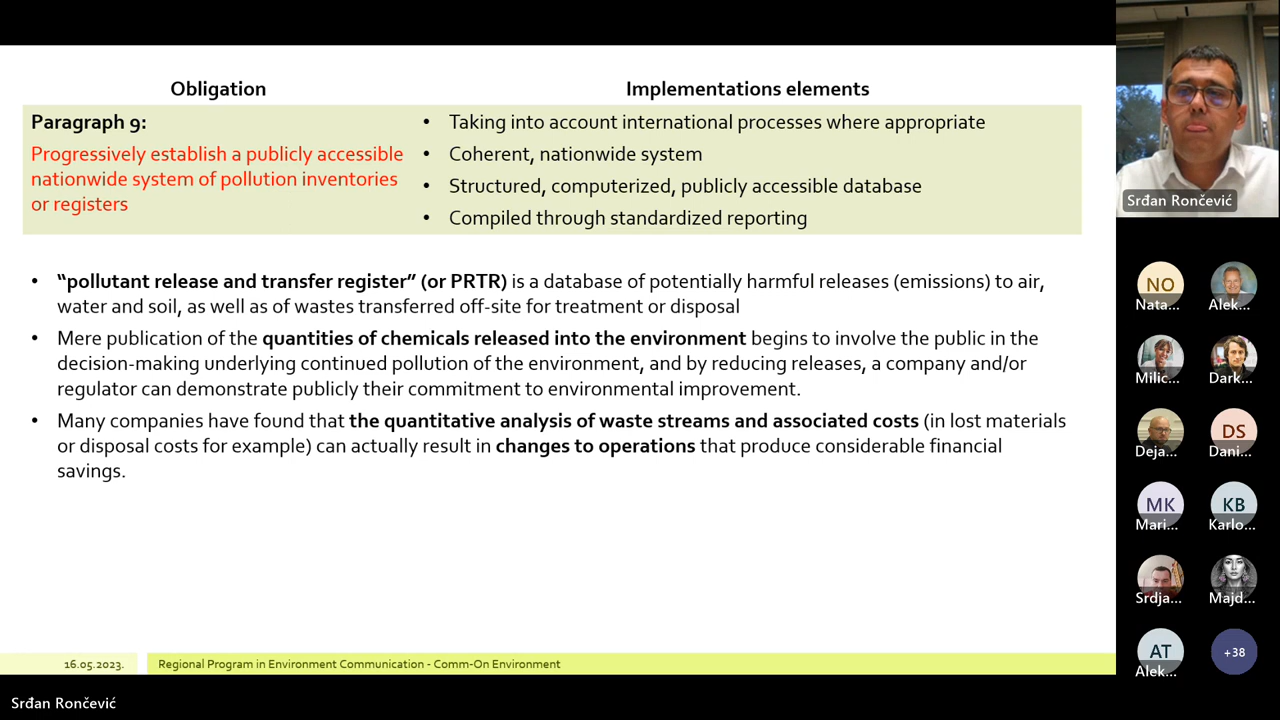 Obligation
Implementations elements
Paragraph 9:
Progressively establish a publicly accessible
nationwide system of pollution inventories
or registers
• Taking into account international processes where appropriate
• Coherent, nationwide system
• Structured, computerized, publicly accessible database
• Compiled through standardized reporting
• “pollutant release and transfer register” (or PRTR) is a database of potentially harmful releases (emissions) to air,
water and soil, as well as of wastes transferred off-site for treatment or disposal
• Mere publication of the quantities of chemicals released into the environment begins to involve the public in the
decision-making underlying continued pollution of the environment, and by reducing releases, a company and/or
regulator can demonstrate publicly their commitment to environmental improvement.
• Many companies have found that the quantitative analysis of waste streams and associated costs (in lost materials
or disposal costs for example) can actually result in changes to operations that produce considerable financial
savings.
16.05.2023.
Regional Program in Environment Communication - Comm-On Environment
Srđan Rončević
Srđan Rončević
NO
Nata...
Alek...
Milic...
Dark...
Deja...
DS
Dani...
MK
Mari...
KB
Karlo...
Srdja...
Majd...
AT
Alek...
+38